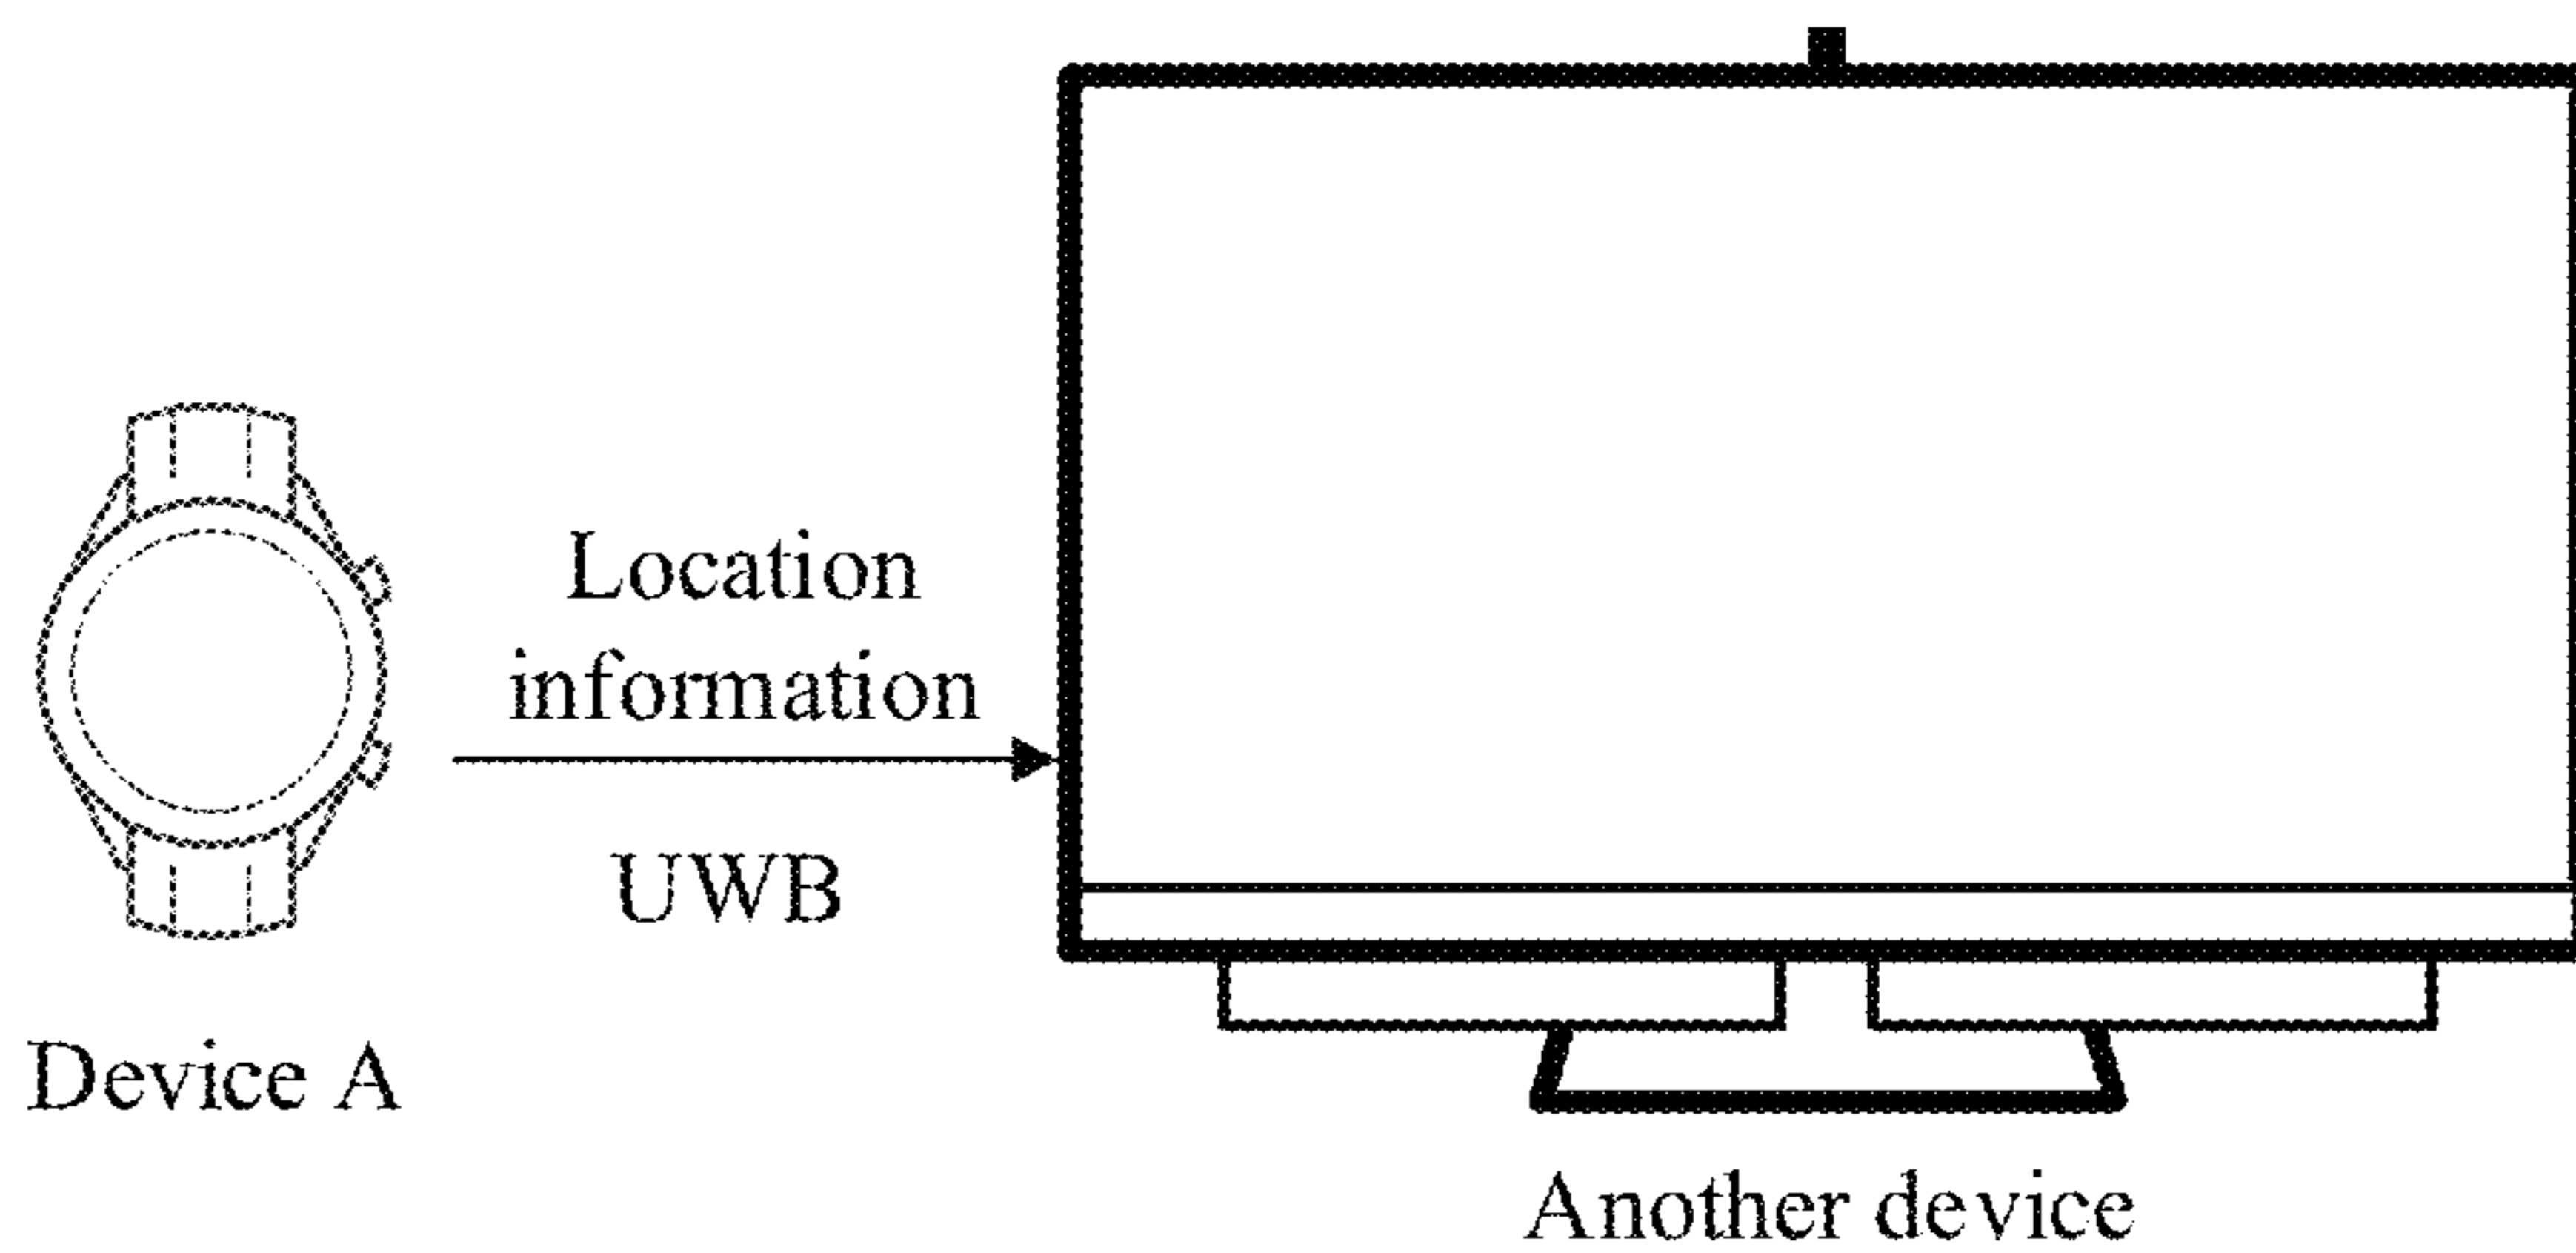 Location
information
UWB
Device A
Another device